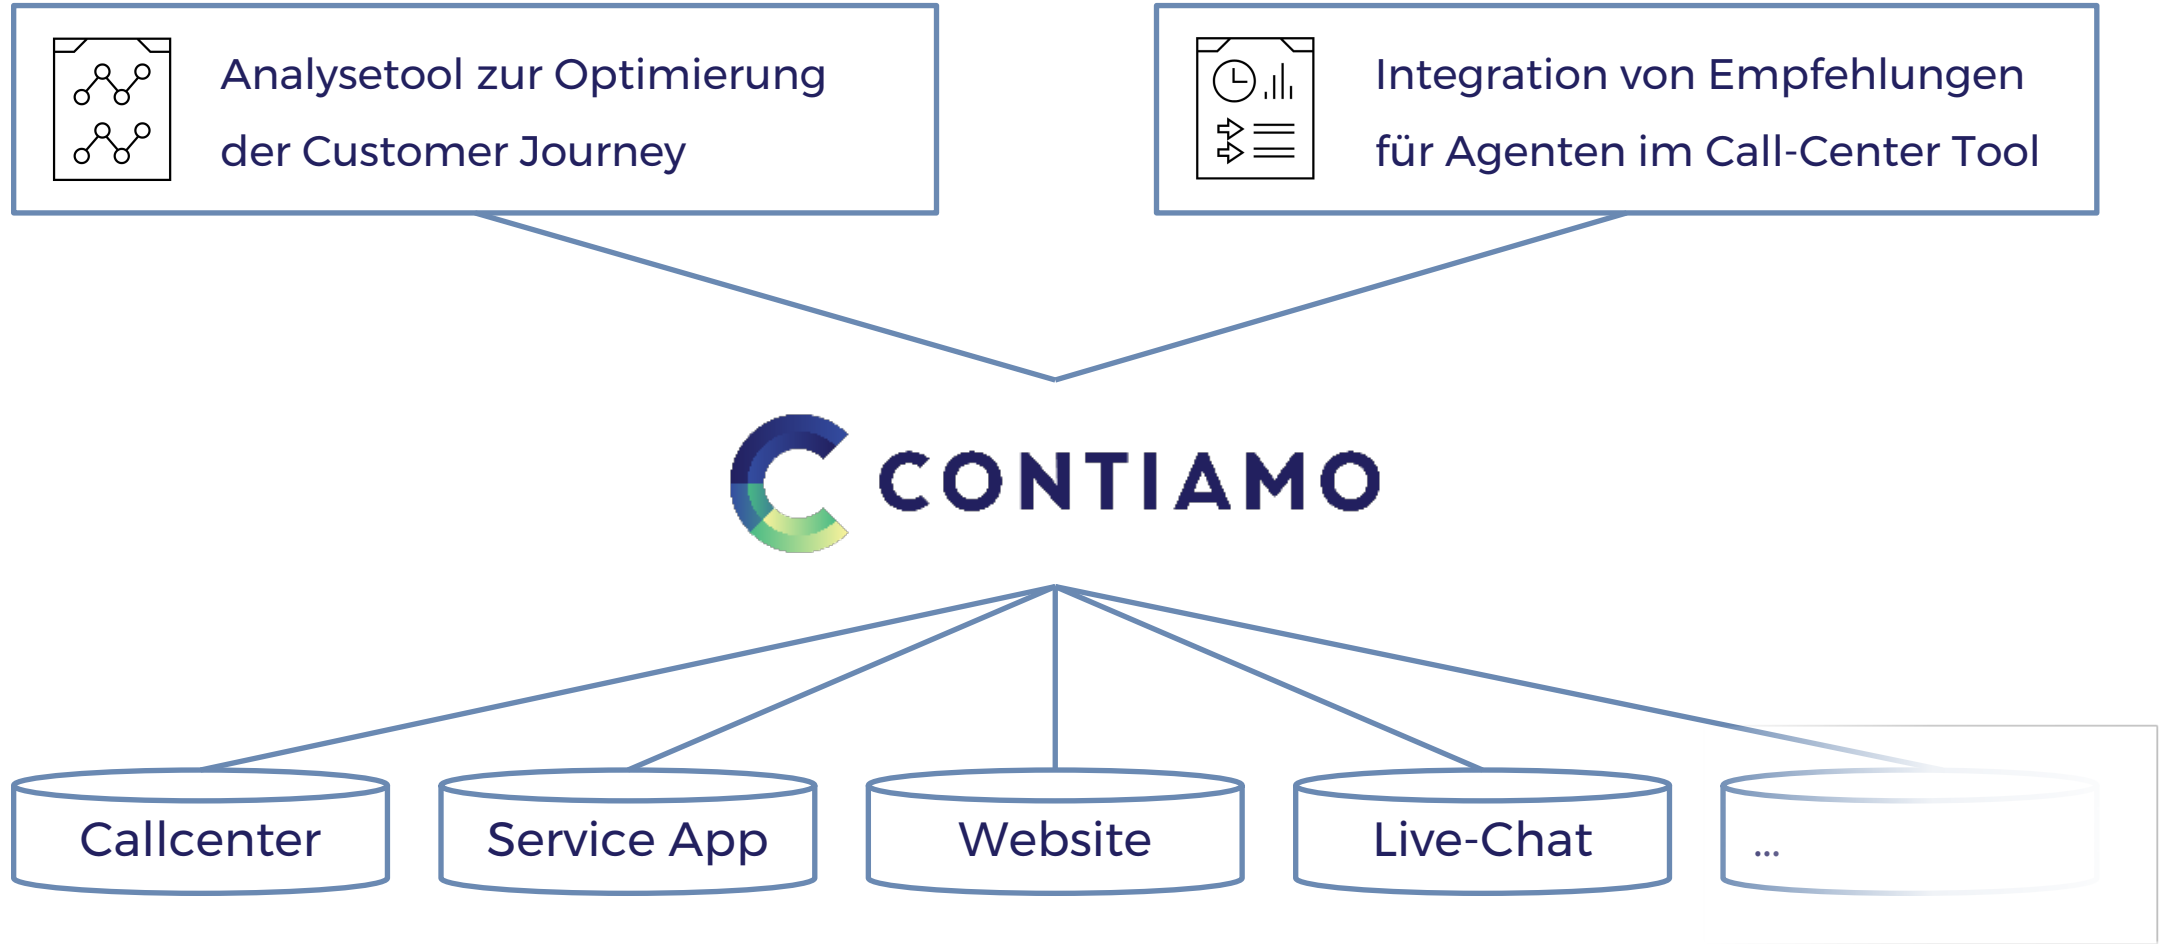 Analysetool zur Optimierung
der Customer Journey
Integration von Empfehlungen
für Agenten im Call-Center Tool
CONTIAMO
Callcenter
Service App
Website
Live-Chat
...